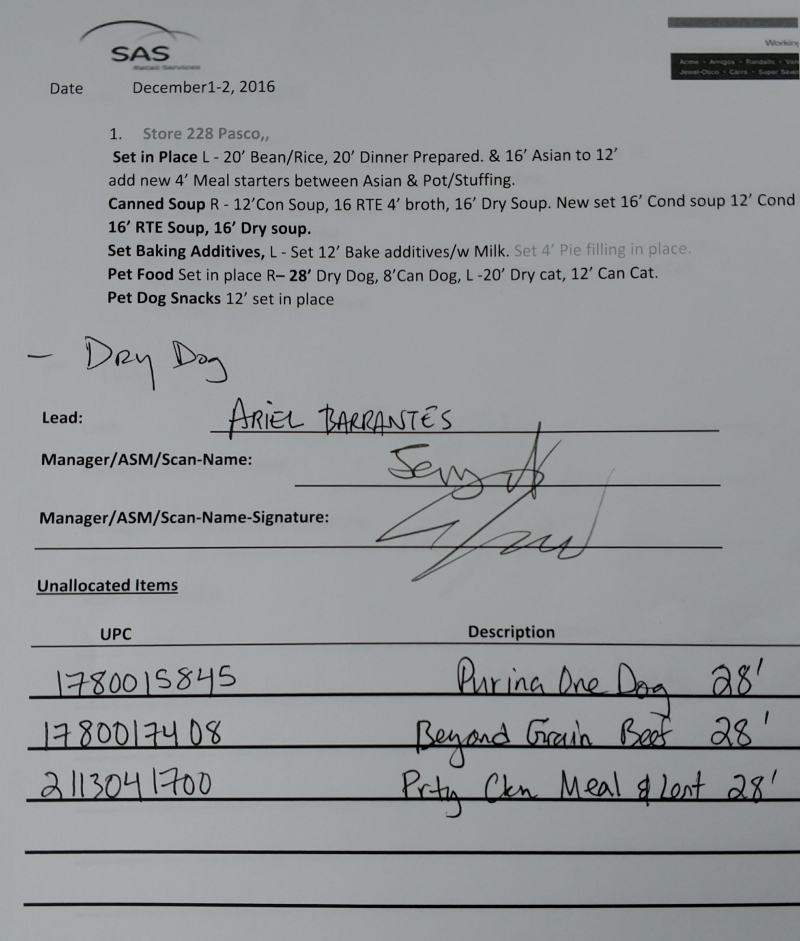 SAS
Retail Services
Working
Acme - Amigos - Randalls - Von
Jewel-Osco - Carrs - Super Saver
Date December1-2, 2016
1. Store 228 Pasco,,
Set in Place L - 20’ Bean/Rice, 20’ Dinner Prepared. & 16’ Asian to 12’
add new 4’ Meal starters between Asian & Pot/Stuffing.
Canned Soup R - 12’Con Soup, 16 RTE 4’ broth, 16’ Dry Soup. New set 16’ Cond soup 12’ Cond
16’ RTE Soup, 16’ Dry soup.
Set Baking Additives, L - Set 12’ Bake additives/w Milk. Set 4’ Pie filling in place.
Pet Food Set in place R– 28’ Dry Dog, 8’Can Dog, L -20’ Dry cat, 12’ Can Cat.
Pet Dog Snacks 12’ set in place
- Dry Dog
Lead: ARIEL BARRANTES
Manager/ASM/Scan-Name:
Manager/ASM/Scan-Name-Signature:
Unallocated Items
UPC Description
1780015845 Purina One Dog 28'
1780017408 Beyond Grain Beef 28'
2113041700 Prty Ckn Meal & Lent 28'